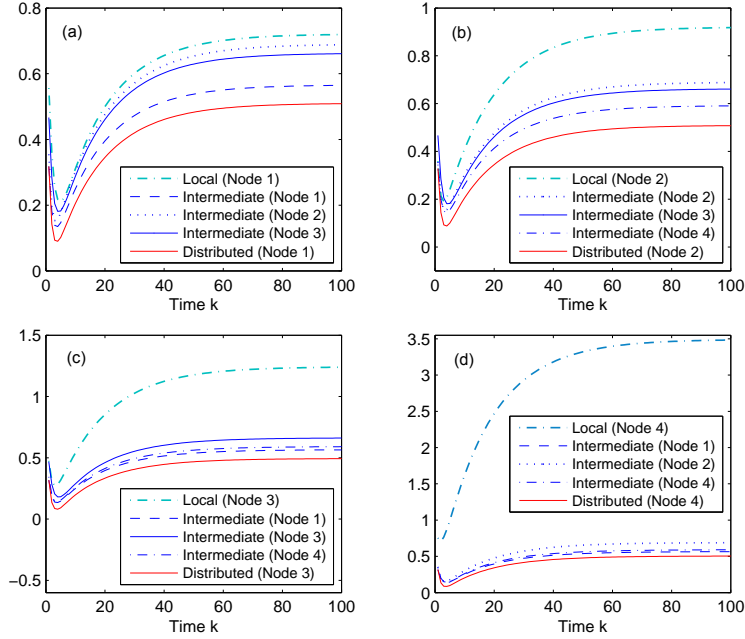 (a)
0.8
0.6
0.4
0.2
0
Local (Node 1)
Intermediate (Node 1)
Intermediate (Node 2)
Intermediate (Node 3)
Distributed (Node 1)
0 20 40 60 80 100
Time k
(b)
1
0.8
0.6
0.4
0.2
0
Local (Node 2)
Intermediate (Node 2)
Intermediate (Node 3)
Intermediate (Node 4)
Distributed (Node 2)
0 20 40 60 80 100
Time k
(c)
1.5
1
0.5
0
−0.5
Local (Node 3)
Intermediate (Node 1)
Intermediate (Node 3)
Intermediate (Node 4)
Distributed (Node 3)
0 20 40 60 80 100
Time k
(d)
3.5
3
2.5
2
1.5
1
0.5
0
Local (Node 4)
Intermediate (Node 1)
Intermediate (Node 2)
Intermediate (Node 4)
Distributed (Node 4)
0 20 40 60 80 100
Time k